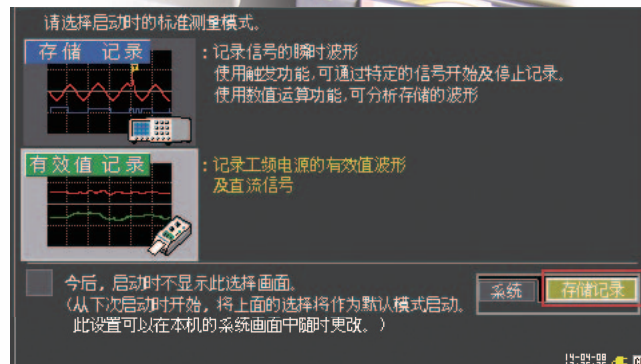 请选择启动时的标准测量模式。
存储 记录
:记录信号的瞬时波形
使用触发功能,可通过特定的信号开始及停止记录。
使用数值运算功能,可分析存储的波形
有效值 记录
:记录工频电源的有效值波形
及直流信号
今后，启动时不显示此选择画面。
(从下次启动时开始，将上面的选择将作为默认模式启动。
此设置可以在本机的系统画面中随时更改。)
系统
存储记录
14-04-08